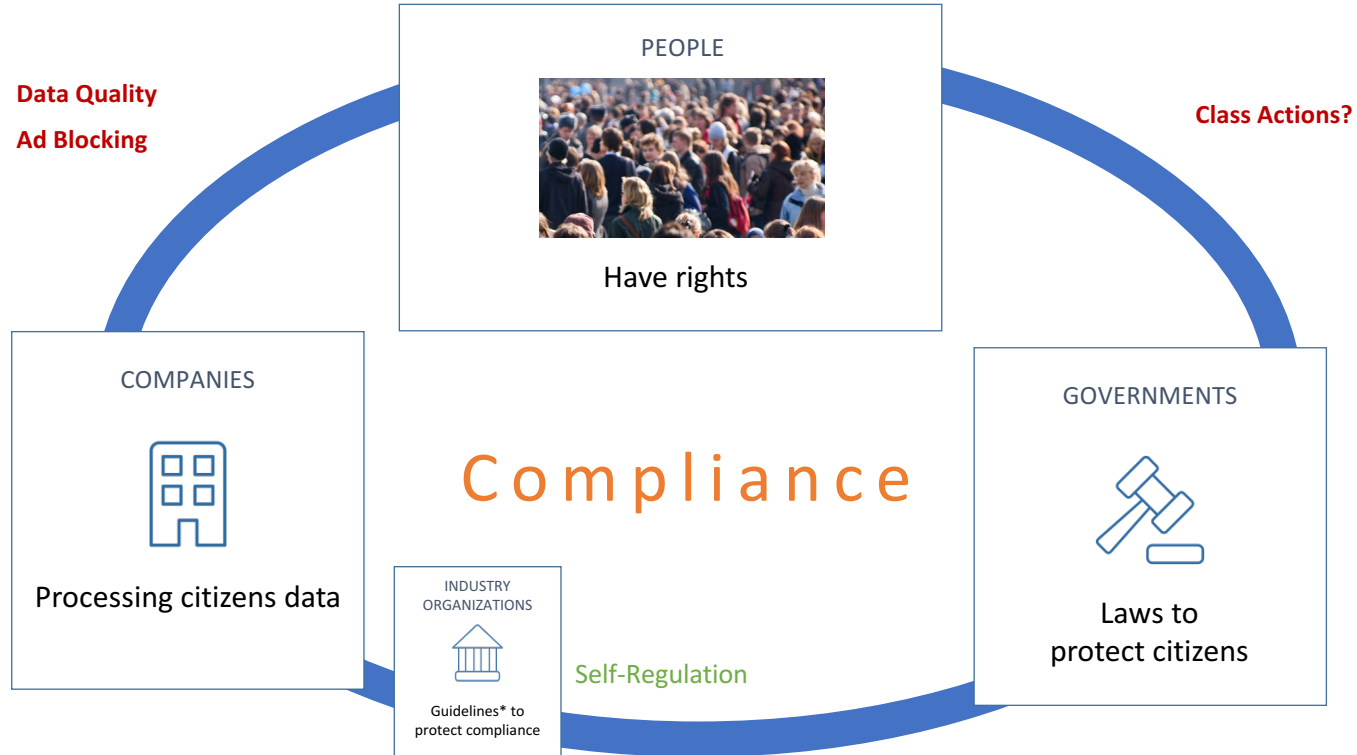 PEOPLE
Data Quality
Ad Blocking
Class Actions?
Have rights
COMPANIES
GOVERNMENTS
Compliance
Processing citizens data
INDUSTRY
ORGANIZATIONS
Laws to
protect citizens
Self-Regulation
Guidelines* to
protect compliance